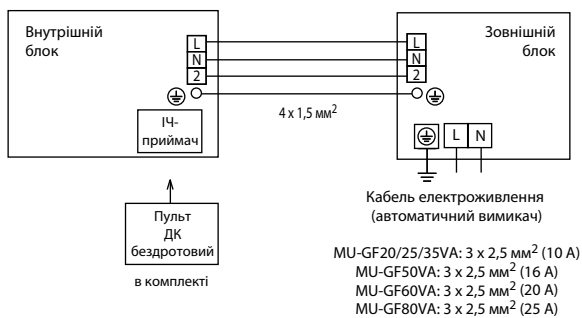 Внутрішній
блок
L
N
2
ІЧ-
приймач
Пульт
ДК
бездротовий
в комплекті
4 x 1,5 мм²
Зовнішній
блок
L
N
2
L N
Кабель електроживлення
(автоматичний вимикач)
MU-GF20/25/35VA: 3 x 2,5 мм² (10 А)
MU-GF50VA: 3 x 2,5 мм² (16 А)
MU-GF60VA: 3 x 2,5 мм² (20 А)
MU-GF80VA: 3 x 2,5 мм² (25 А)